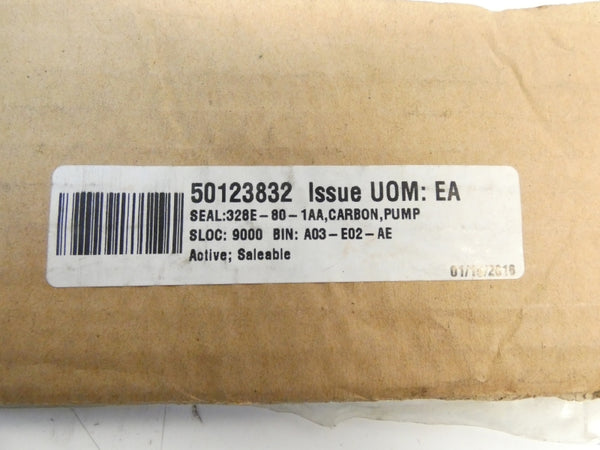 50123832 Issue UOM: EA
SEAL:328E-80-1AA,CARBON,PUMP
SLOC: 9000 BIN: A03-E02-AE
Active; Saleable